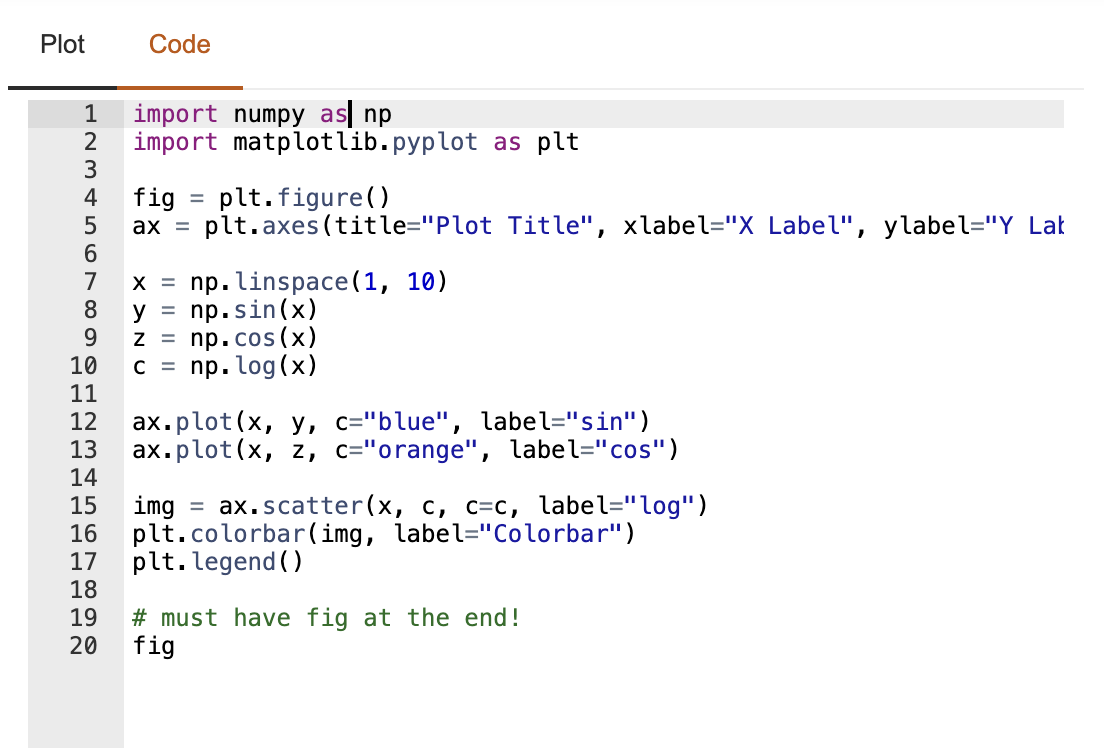 Plot Code
1 import numpy as np
2 import matplotlib.pyplot as plt
3
4 fig = plt.figure()
5 ax = plt.axes(title="Plot Title", xlabel="X Label", ylabel="Y Lab
6
7 x = np.linspace(1, 10)
8 y = np.sin(x)
9 z = np.cos(x)
10 c = np.log(x)
11
12 ax.plot(x, y, c="blue", label="sin")
13 ax.plot(x, z, c="orange", label="cos")
14
15 img = ax.scatter(x, c, c=c, label="log")
16 plt.colorbar(img, label="Colorbar")
17 plt.legend()
18
19 # must have fig at the end!
20 fig